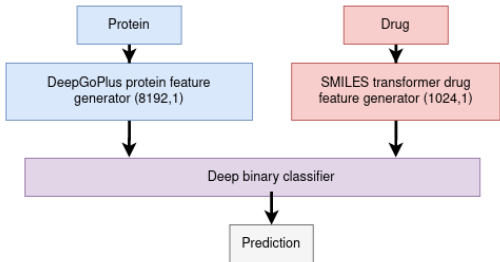 Protein
Drug
DeepGoPlus protein feature
generator (8192,1)
SMILES transformer drug
feature generator (1024,1)
Deep binary classifier
Prediction